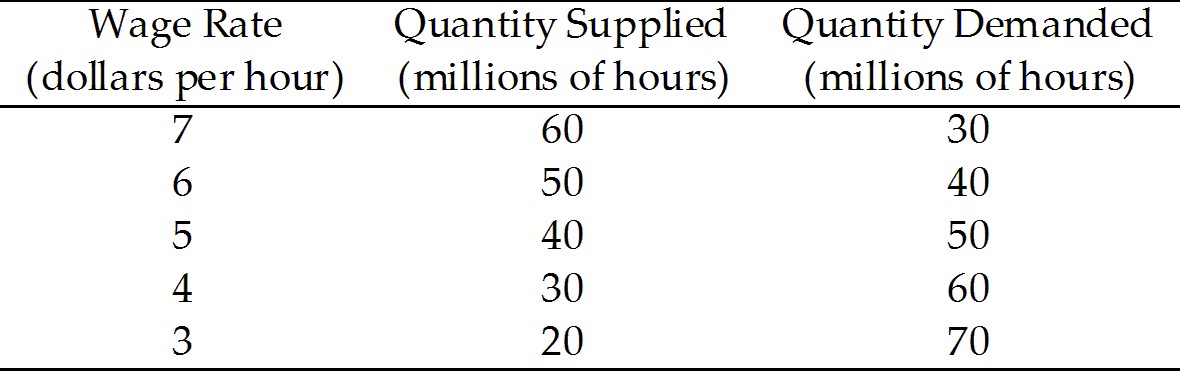 Wage Rate Quantity Supplied Quantity Demanded
(dollars per hour) (millions of hours) (millions of hours)
7 60 30
6 50 40
5 40 50
4 30 60
3 20 70